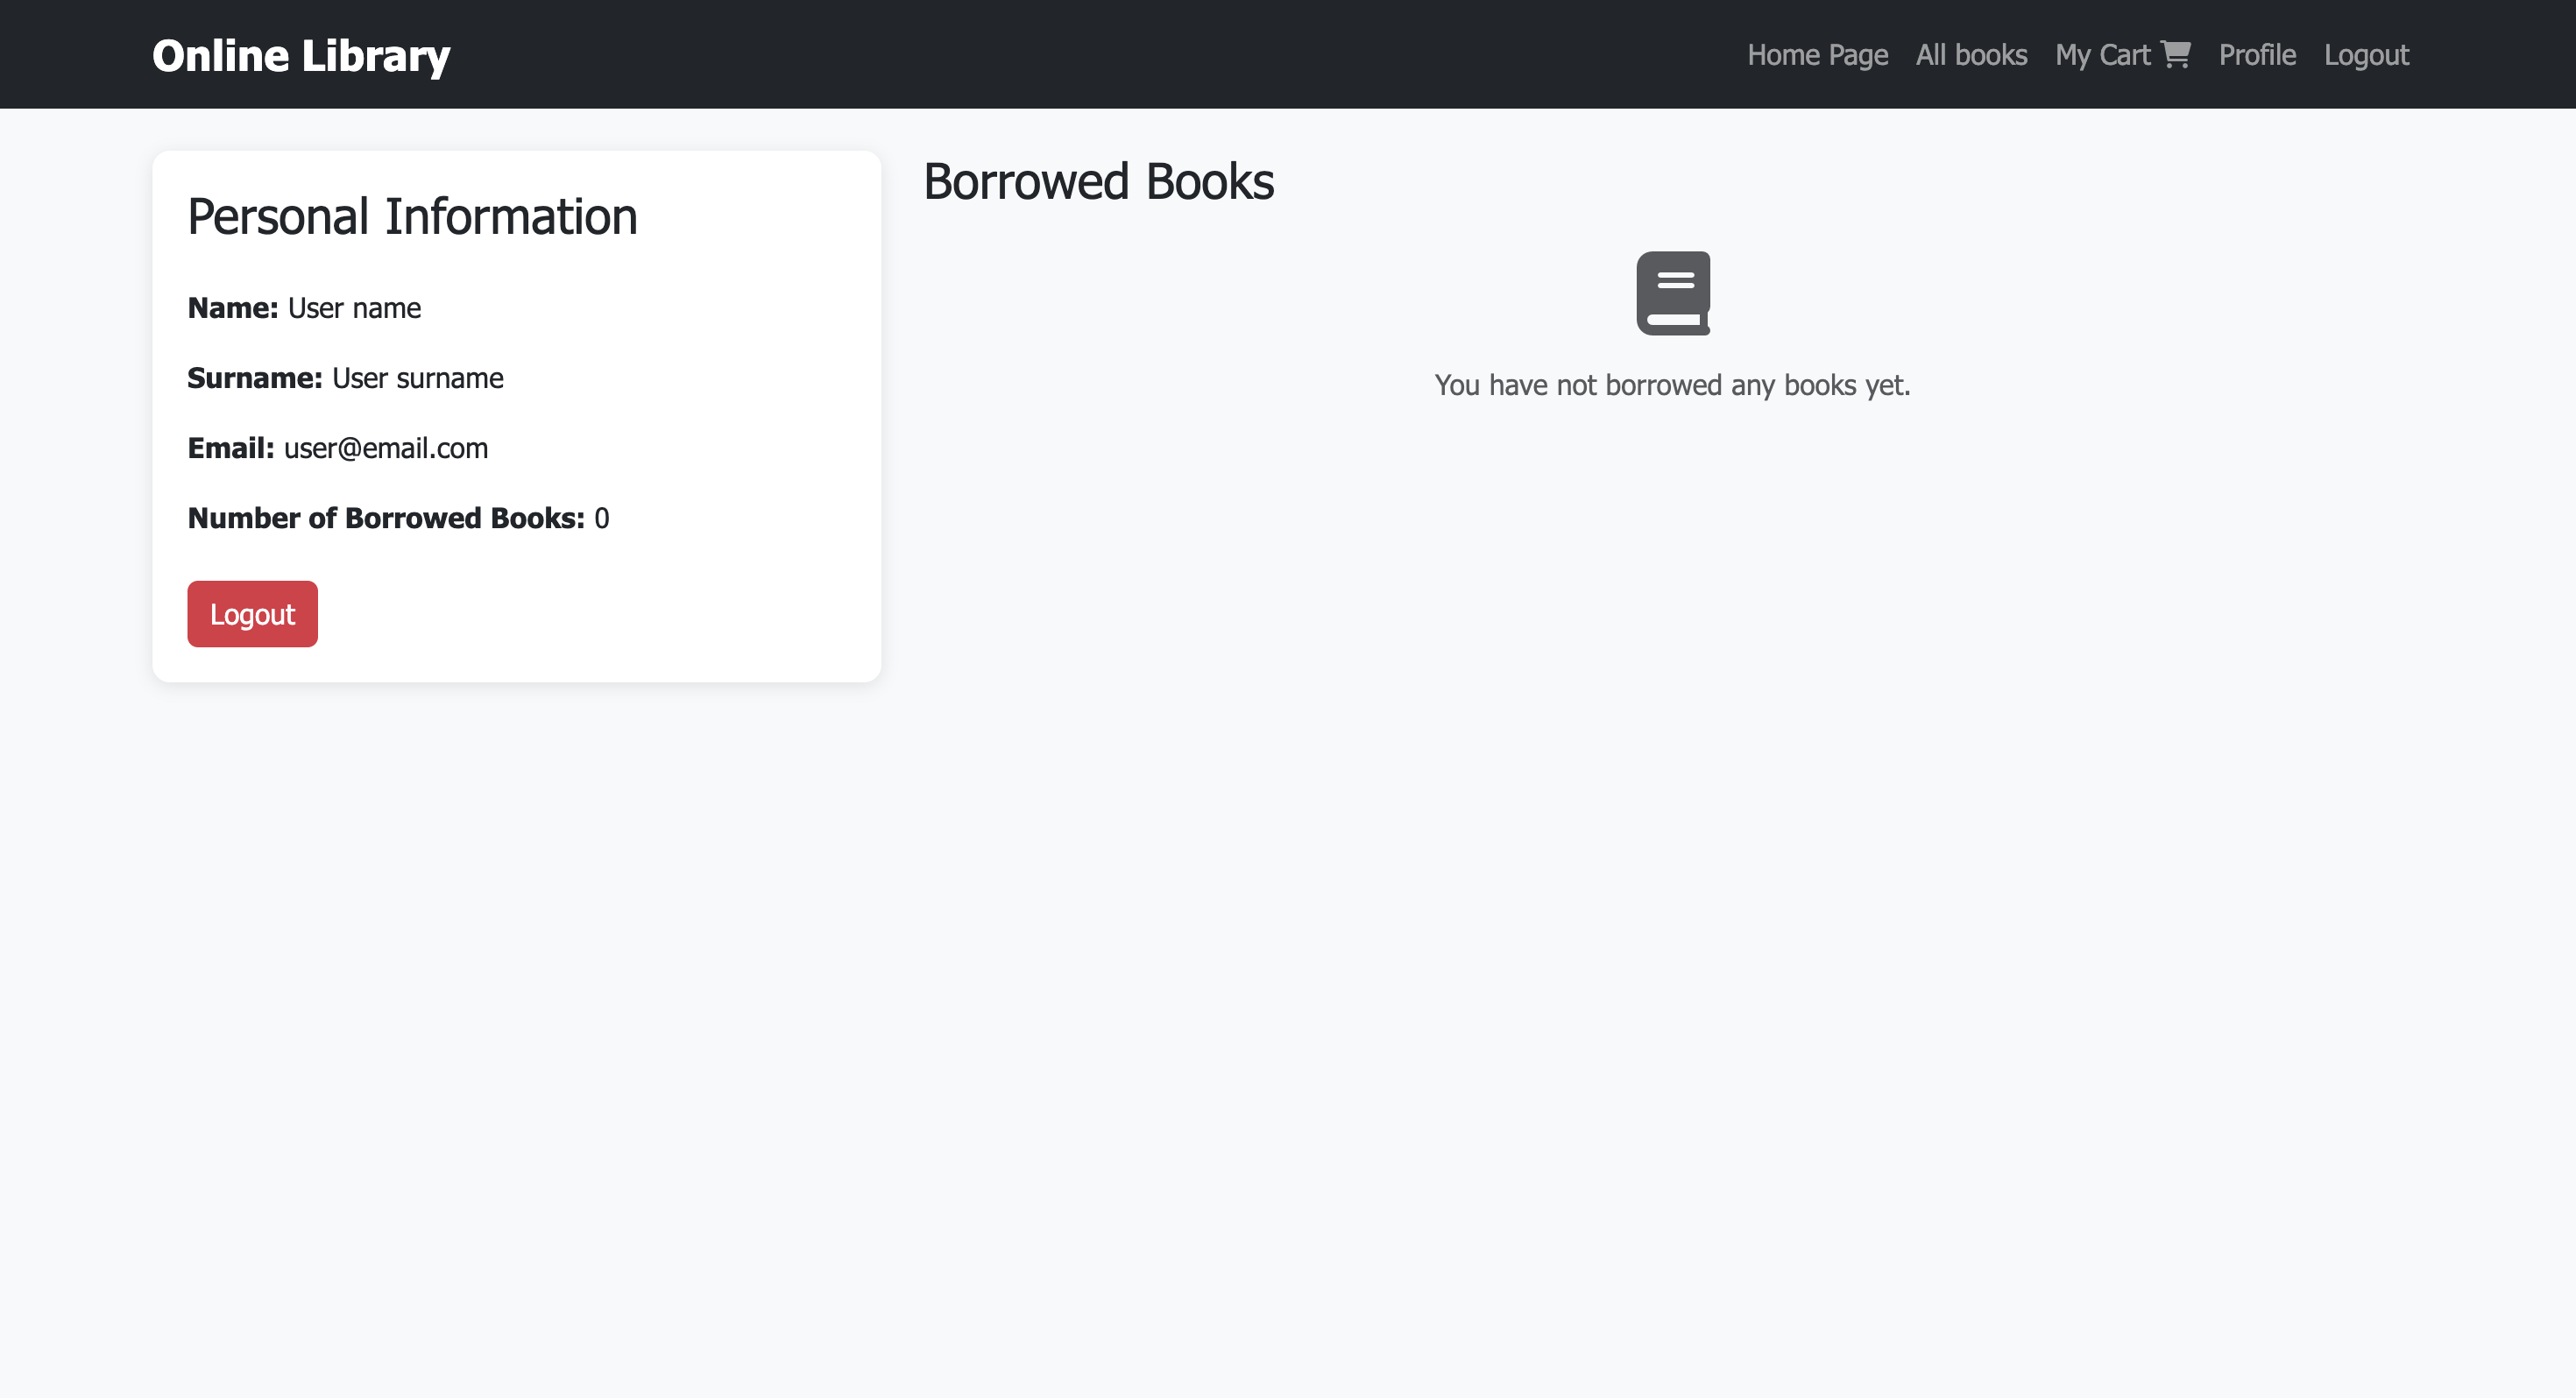 Online Library
Home Page All books My Cart Profile Logout
Personal Information
Name: User name
Surname: User surname
Email: user@email.com
Number of Borrowed Books: 0
Logout
Borrowed Books
You have not borrowed any books yet.